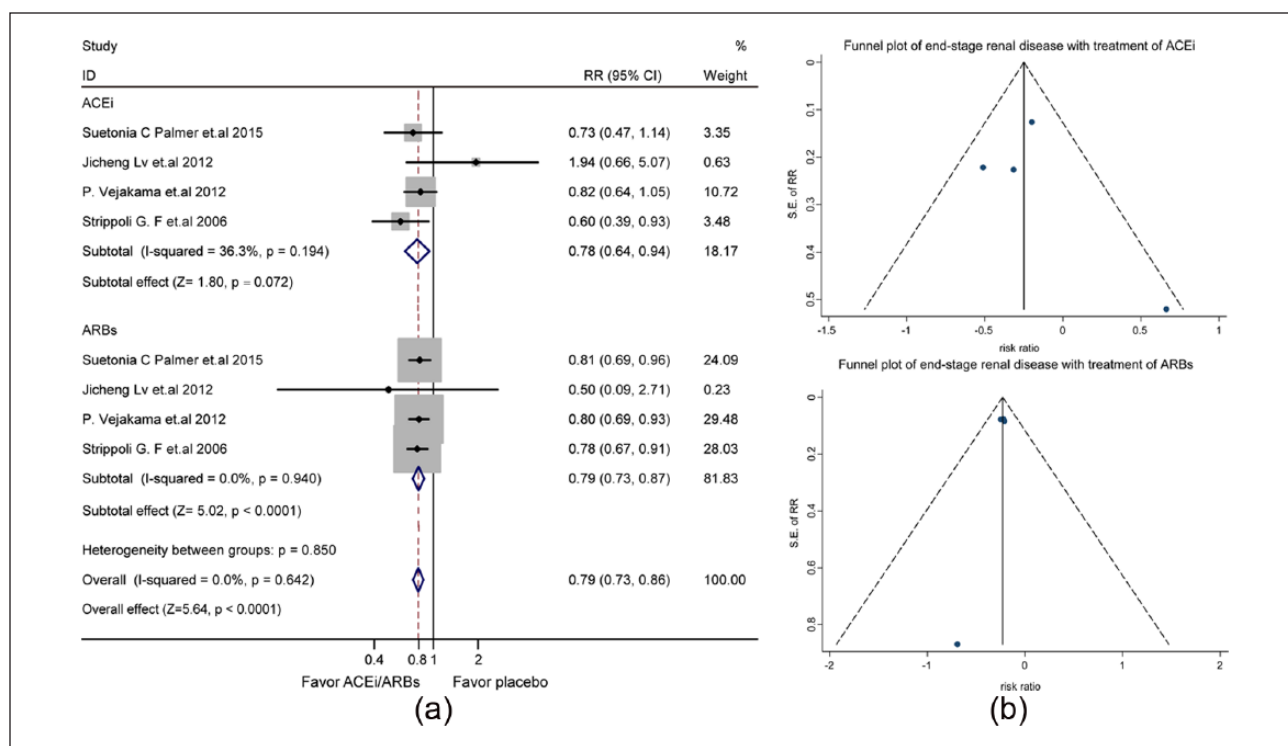 Study %
ID RR (95% CI) Weight
ACEi
Suetonia C Palmer et.al 2015 0.73 (0.47, 1.14) 3.35
Jicheng Lv et.al 2012 1.94 (0.66, 5.07) 0.63
P. Vejakama et.al 2012 0.82 (0.64, 1.05) 10.72
Strippoli G. F et.al 2006 0.60 (0.39, 0.93) 3.48
Subtotal (I-squared = 36.3%, p = 0.194) 0.78 (0.64, 0.94) 18.17
Subtotal effect (Z= 1.80, p = 0.072)
ARBs
Suetonia C Palmer et.al 2015 0.81 (0.69, 0.96) 24.09
Jicheng Lv et.al 2012 0.50 (0.09, 2.71) 0.23
P. Vejakama et.al 2012 0.80 (0.69, 0.93) 29.48
Strippoli G. F et.al 2006 0.78 (0.67, 0.91) 28.03
Subtotal (I-squared = 0.0%, p = 0.940) 0.79 (0.73, 0.87) 81.83
Subtotal effect (Z= 5.02, p < 0.0001)
Heterogeneity between groups: p = 0.850
Overall (I-squared = 0.0%, p = 0.642) 0.79 (0.73, 0.86) 100.00
Overall effect (Z=5.64, p < 0.0001)
0.4 0.8 1 2
Favor ACEi/ARBs Favor placebo
(a)
Funnel plot of end-stage renal disease with treatment of ACEi
S.E. of RR
0
0.1
0.2
0.3
0.4
0.5
-1.5 -1 -0.5 0 0.5 1
risk ratio
Funnel plot of end-stage renal disease with treatment of ARBs
S.E. of RR
0
0.2
0.4
0.6
0.8
-2 -1 0 1 2
risk ratio
(b)